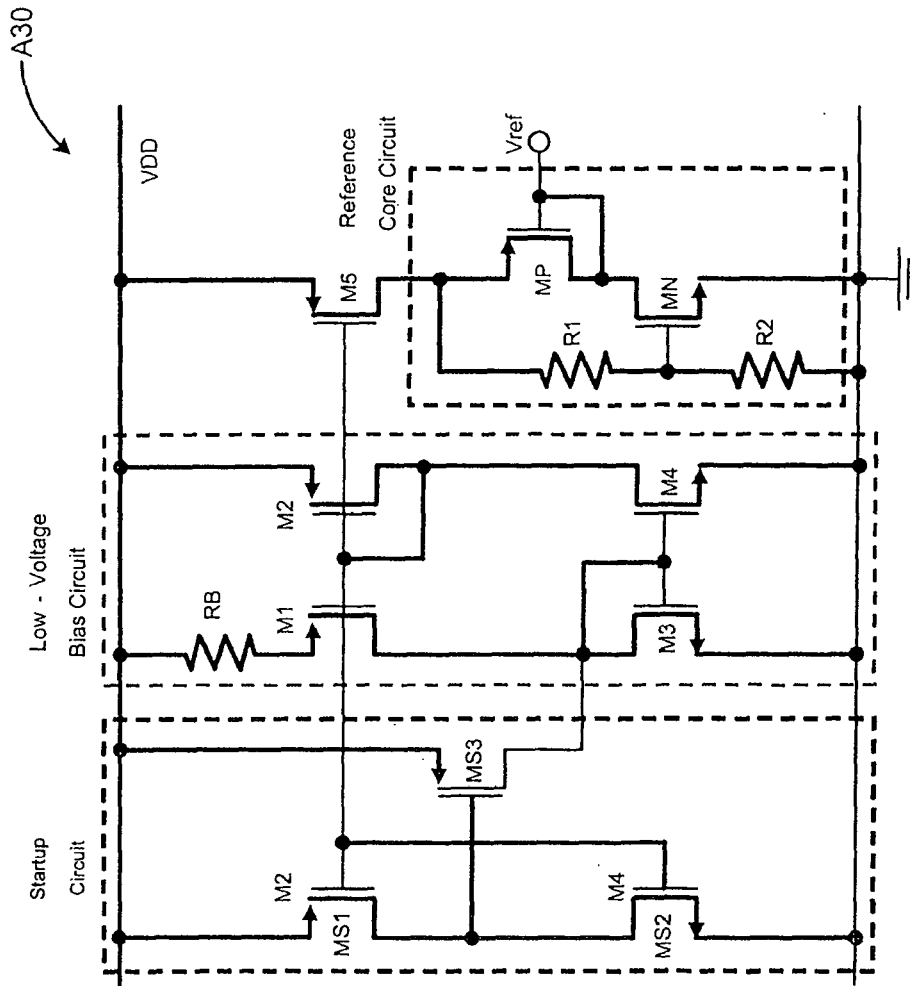 A30
VDD
Startup
Circuit
Low - Voltage
Bias Circuit
Reference
Core Circuit
RB
M2
MS1
MS3
M4
MS2
M1
M2
M3
M4
M5
MP
Vref
MN
R1
R2